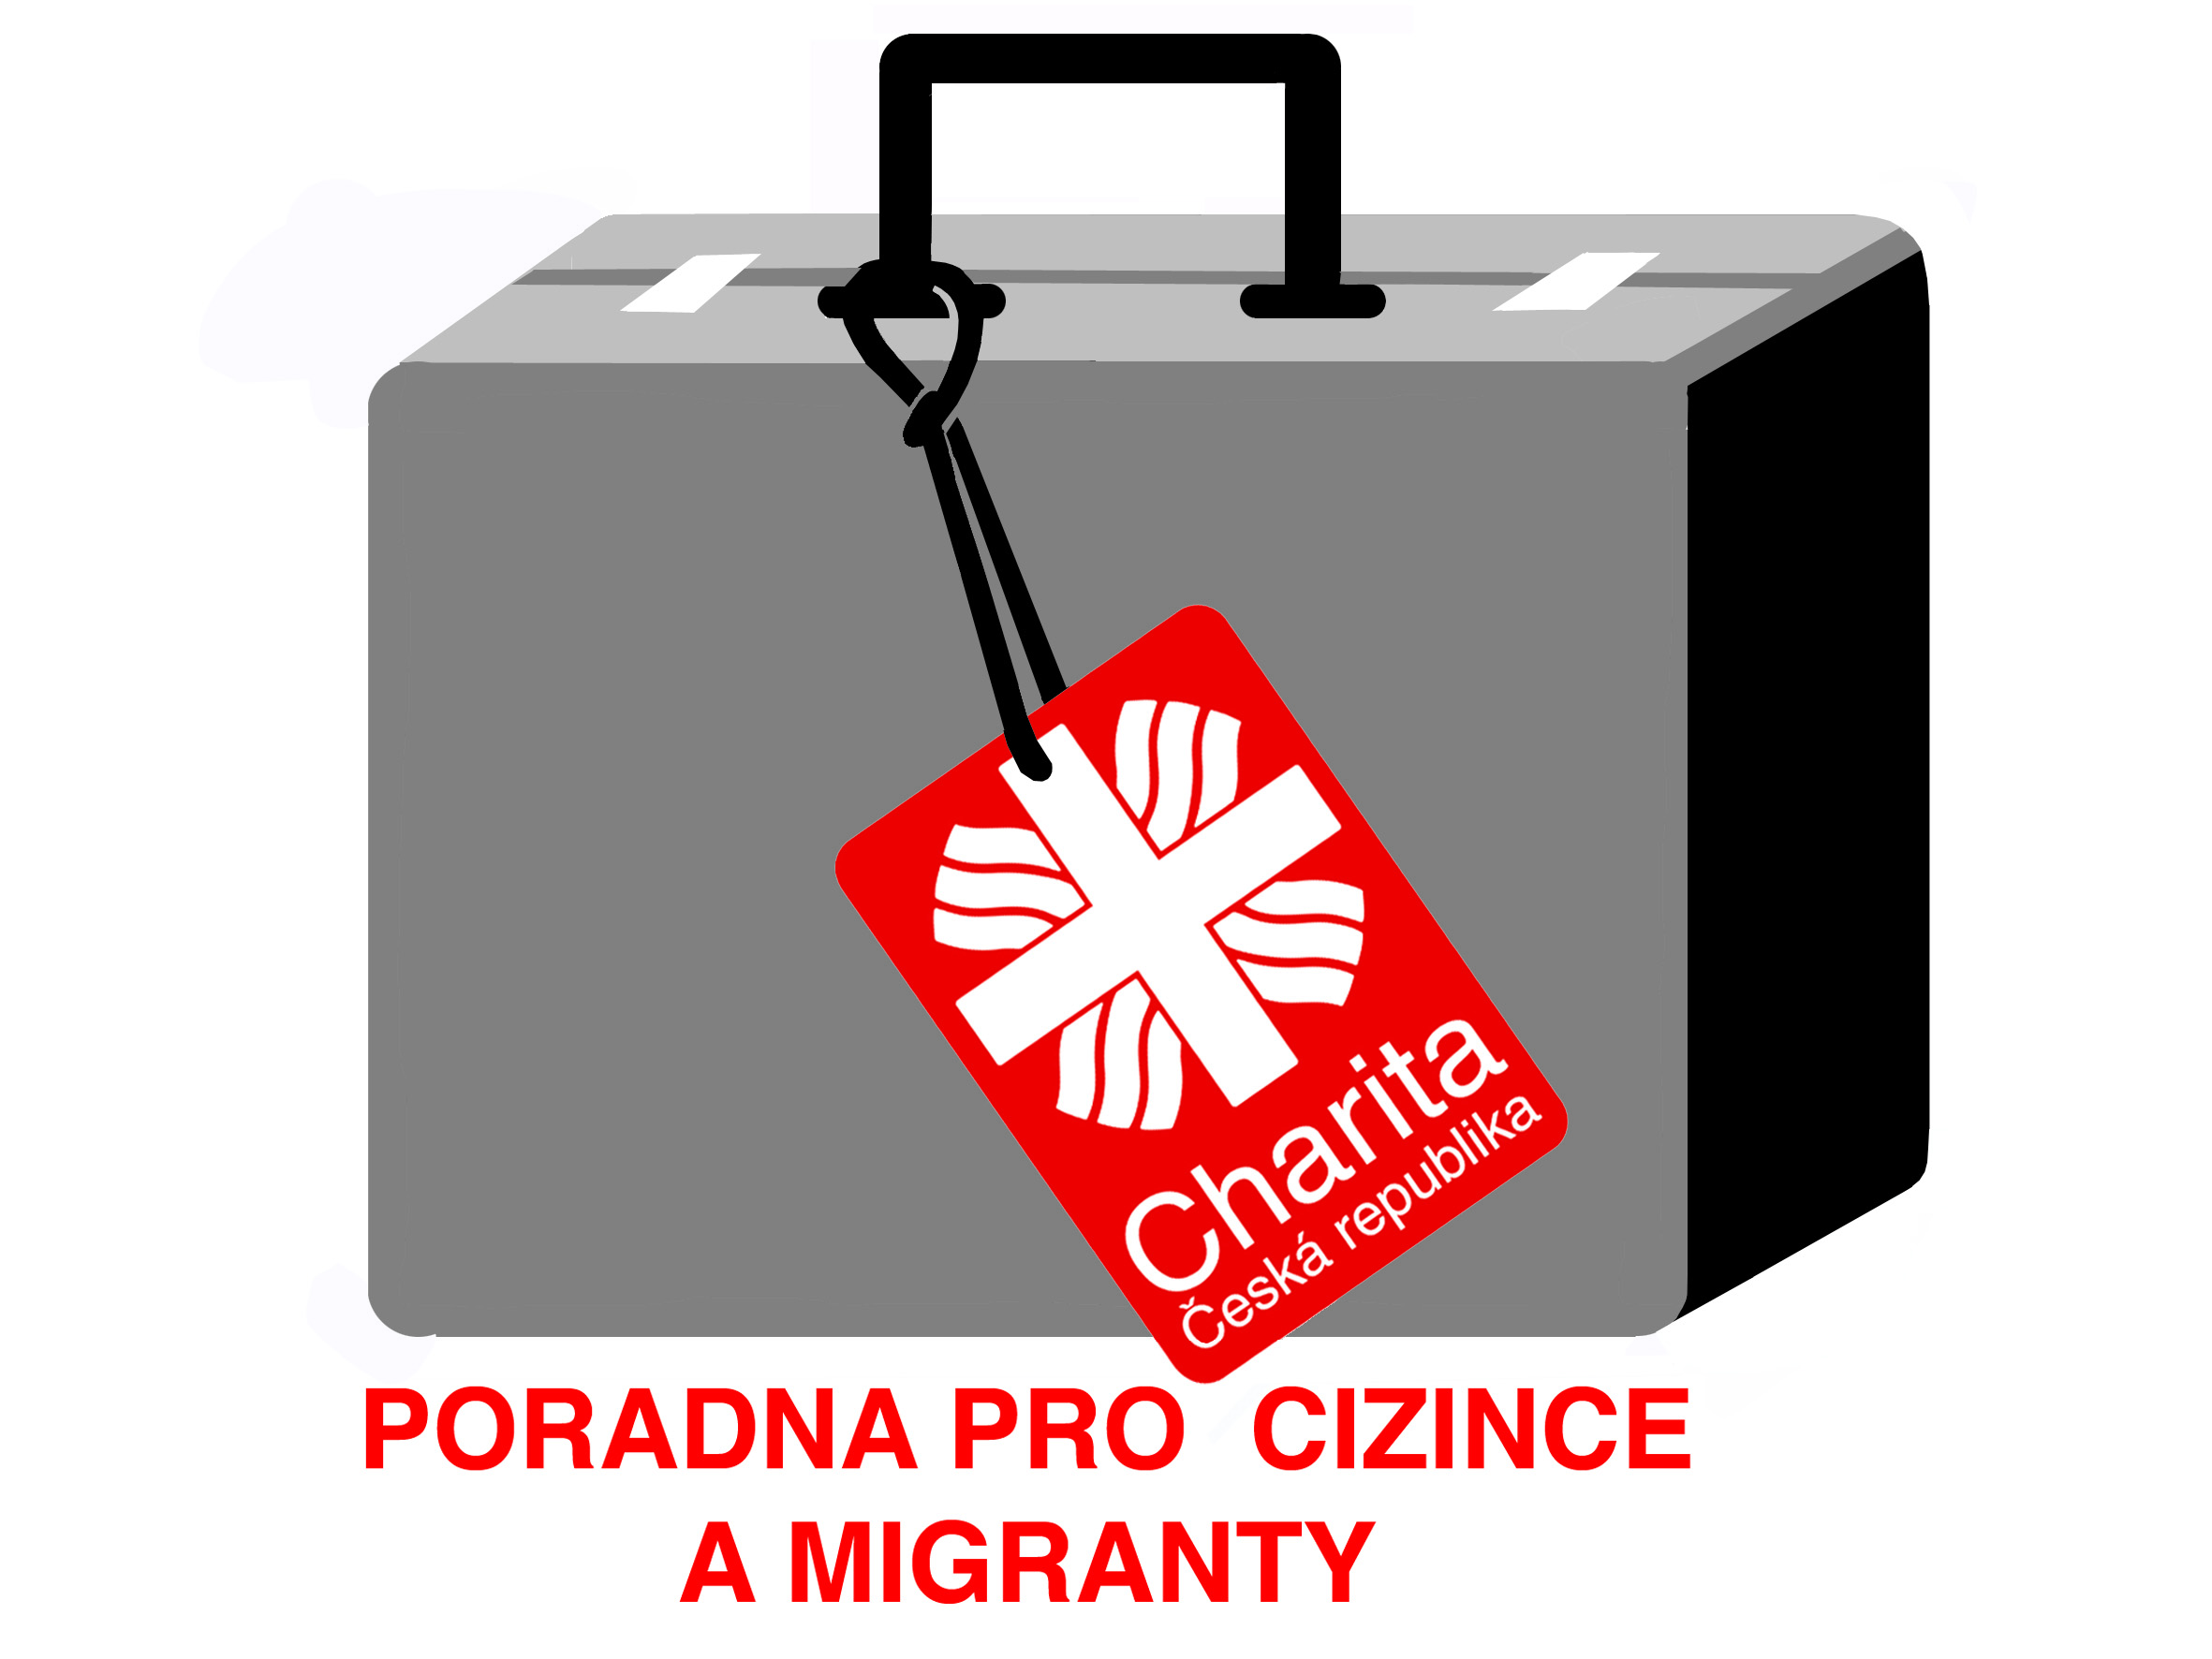 Charita
Česká republika
PORADNA PRO CIZINCE
A MIGRANTY